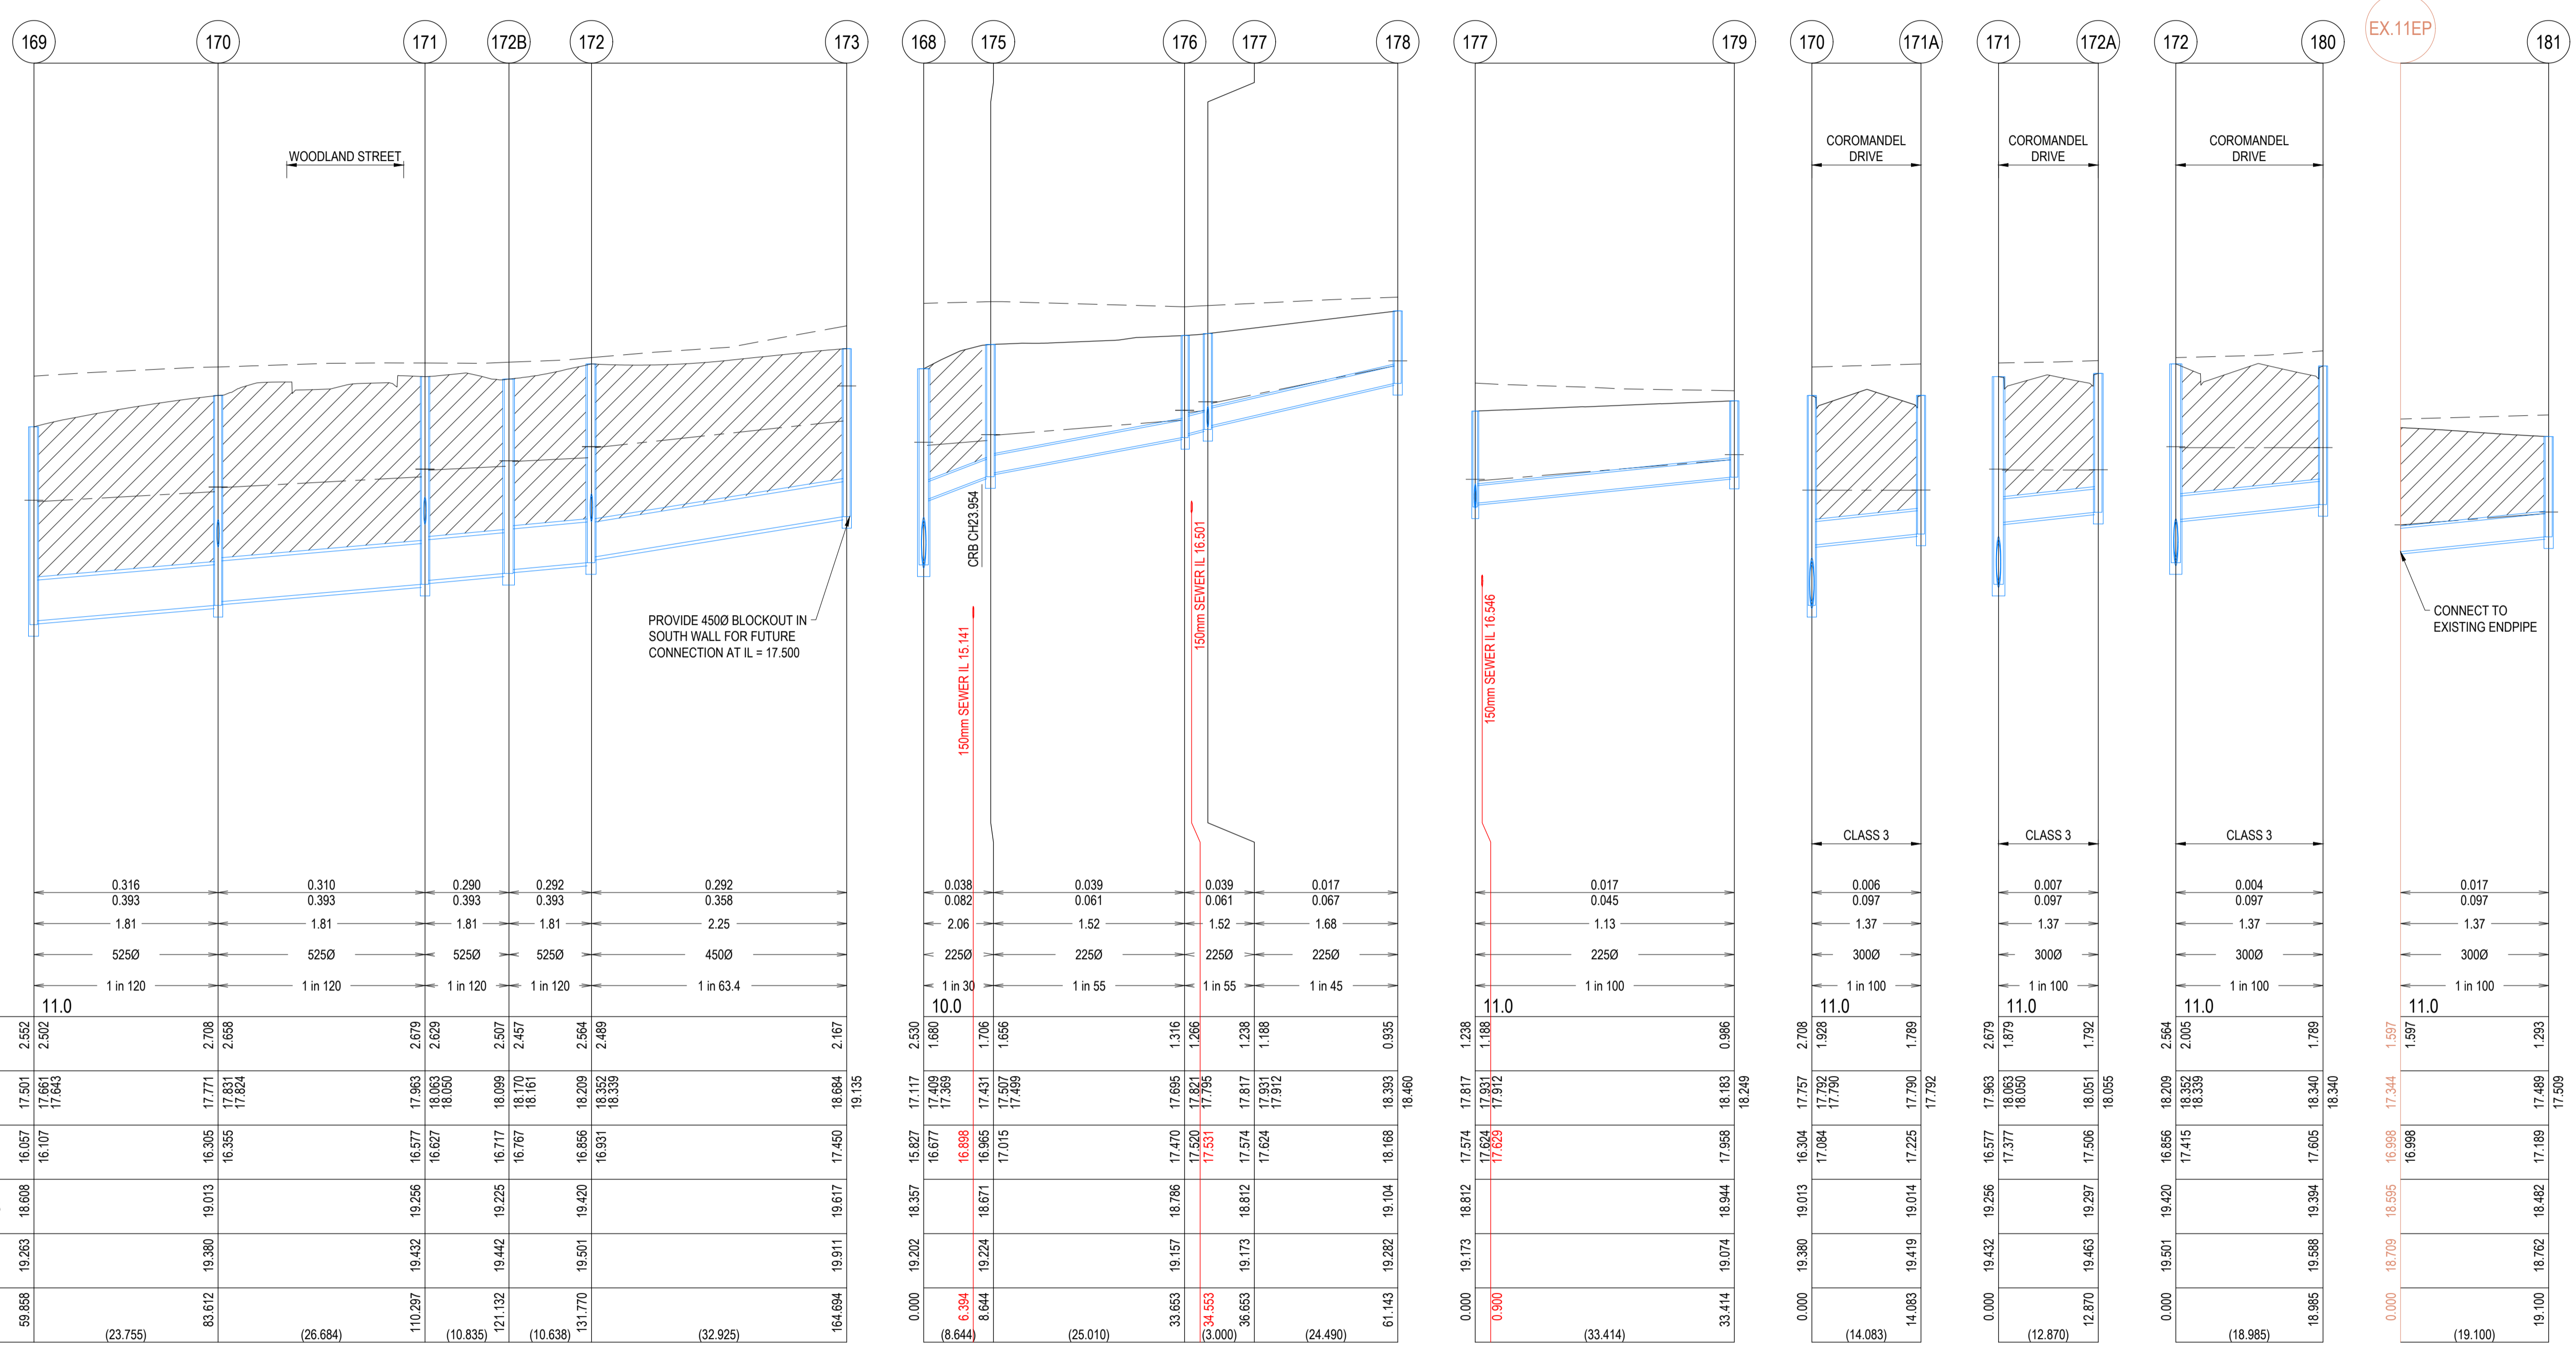 169 170 171 172B 172 173 168 175 176 177 178 177 179 170 171A 171 172A 172 180 EX.11EP 181
WOODLAND STREET
COROMANDEL
DRIVE
COROMANDEL
DRIVE
COROMANDEL
DRIVE
PROVIDE 450Ø BLOCKOUT IN
SOUTH WALL FOR FUTURE
CONNECTION AT IL = 17.500
150mm SEWER IL 15.141
CRB CH23.954
150mm SEWER IL 16.501
150mm SEWER IL 16.546
CONNECT TO
EXISTING ENDPIPE
CLASS 3 CLASS 3 CLASS 3
0.316 0.310 0.290 0.292 0.292 0.038 0.039 0.039 0.017 0.017 0.006 0.007 0.004 0.017
0.393 0.393 0.393 0.393 0.358 0.082 0.061 0.061 0.067 0.045 0.097 0.097 0.097 0.097
1.81 1.81 1.81 1.81 2.25 2.06 1.52 1.52 1.68 1.13 1.37 1.37 1.37 1.37
525Ø 525Ø 525Ø 525Ø 450Ø 225Ø 225Ø 225Ø 225Ø 225Ø 300Ø 300Ø 300Ø 300Ø
1 in 120 1 in 120 1 in 120 1 in 120 1 in 63.4 1 in 30 1 in 55 1 in 55 1 in 45 1 in 100 1 in 100 1 in 100 1 in 100 1 in 100
11.0 10.0 11.0 11.0 11.0 11.0 11.0
2.552 2.502 2.708 2.658 2.679 2.629 2.507 2.457 2.564 2.489 2.167 2.530 1.680 1.706 1.656 1.316 1.266 1.238 1.188 0.935 1.238 1.188 0.986 2.708 1.928 1.789 2.679 1.879 1.792 2.564 2.005 1.789 1.597 1.597 1.293
17.501 17.661 17.643 17.771 17.831 17.824 17.963 18.063 18.050 18.099 18.170 18.161 18.209 18.352 18.339 18.684 19.135 17.117 17.409 17.369 17.431 17.507 17.499 17.695 17.821 17.795 17.817 17.931 17.912 18.393 18.460 17.817 17.931 17.912 18.183 18.249 17.757 17.792 17.790 17.790 17.792 17.963 18.063 18.050 18.051 18.055 18.209 18.352 18.339 18.340 18.340 17.344 17.489 17.509
16.057 16.107 16.305 16.355 16.577 16.627 16.717 16.767 16.856 16.931 17.450 15.827 16.677 16.898 16.965 17.015 17.470 17.520 17.531 17.574 17.624 18.168 17.574 17.624 17.629 17.958 16.304 17.084 17.225 16.577 17.377 17.506 16.856 17.415 17.605 16.998 16.998 17.189
18.608 19.013 19.256 19.225 19.420 19.617 18.357 18.671 18.786 18.812 19.104 18.812 18.944 19.013 19.014 19.256 19.297 19.420 19.394 18.595 18.482
19.263 19.380 19.432 19.442 19.501 19.911 19.202 19.224 19.157 19.173 19.282 19.173 19.074 19.380 19.419 19.432 19.463 19.501 19.588 18.709 18.762
59.858 83.612 110.297 121.132 131.770 164.694 0.000 6.394 8.644 33.653 34.553 36.653 61.143 0.000 0.900 33.414 0.000 14.083 0.000 12.870 0.000 18.985 0.000 19.100
(23.755) (26.684) (10.835) (10.638) (32.925) (8.644) (25.010) (3.000) (24.490) (33.414) (14.083) (12.870) (18.985) (19.100)